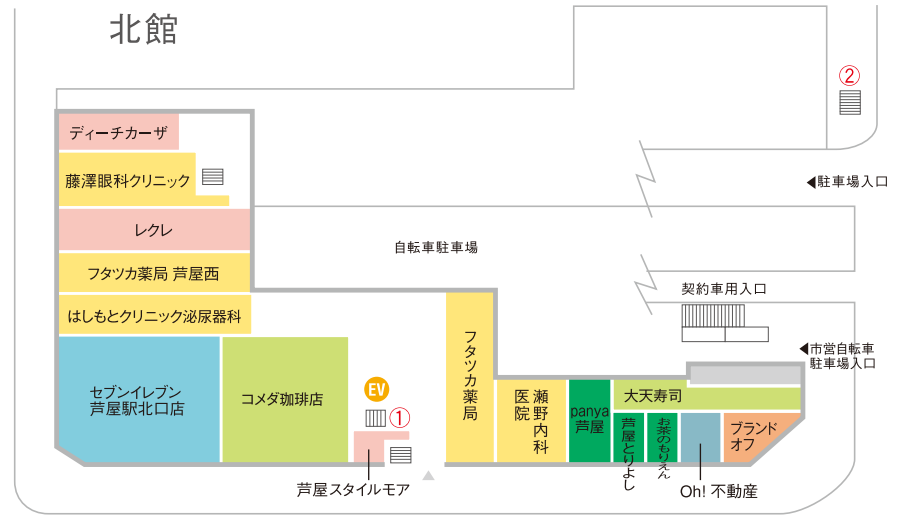 北館
②
ディーチカーザ
藤澤眼科クリニック
◀駐車場入口
レクレ
自転車駐車場
フタツカ薬局 芦屋西
契約車用入口
はしもとクリニック泌尿器科
◀市営自転車
駐車場入口
セブンイレブン
芦屋駅北口店
コメダ珈琲店
EV
①
フタツカ薬局
瀬野内科
医院
panya
芦屋
大天寿司
芦屋とりよし
お茶のもりえん
ブランド
オフ
芦屋スタイルモア
Oh! 不動産